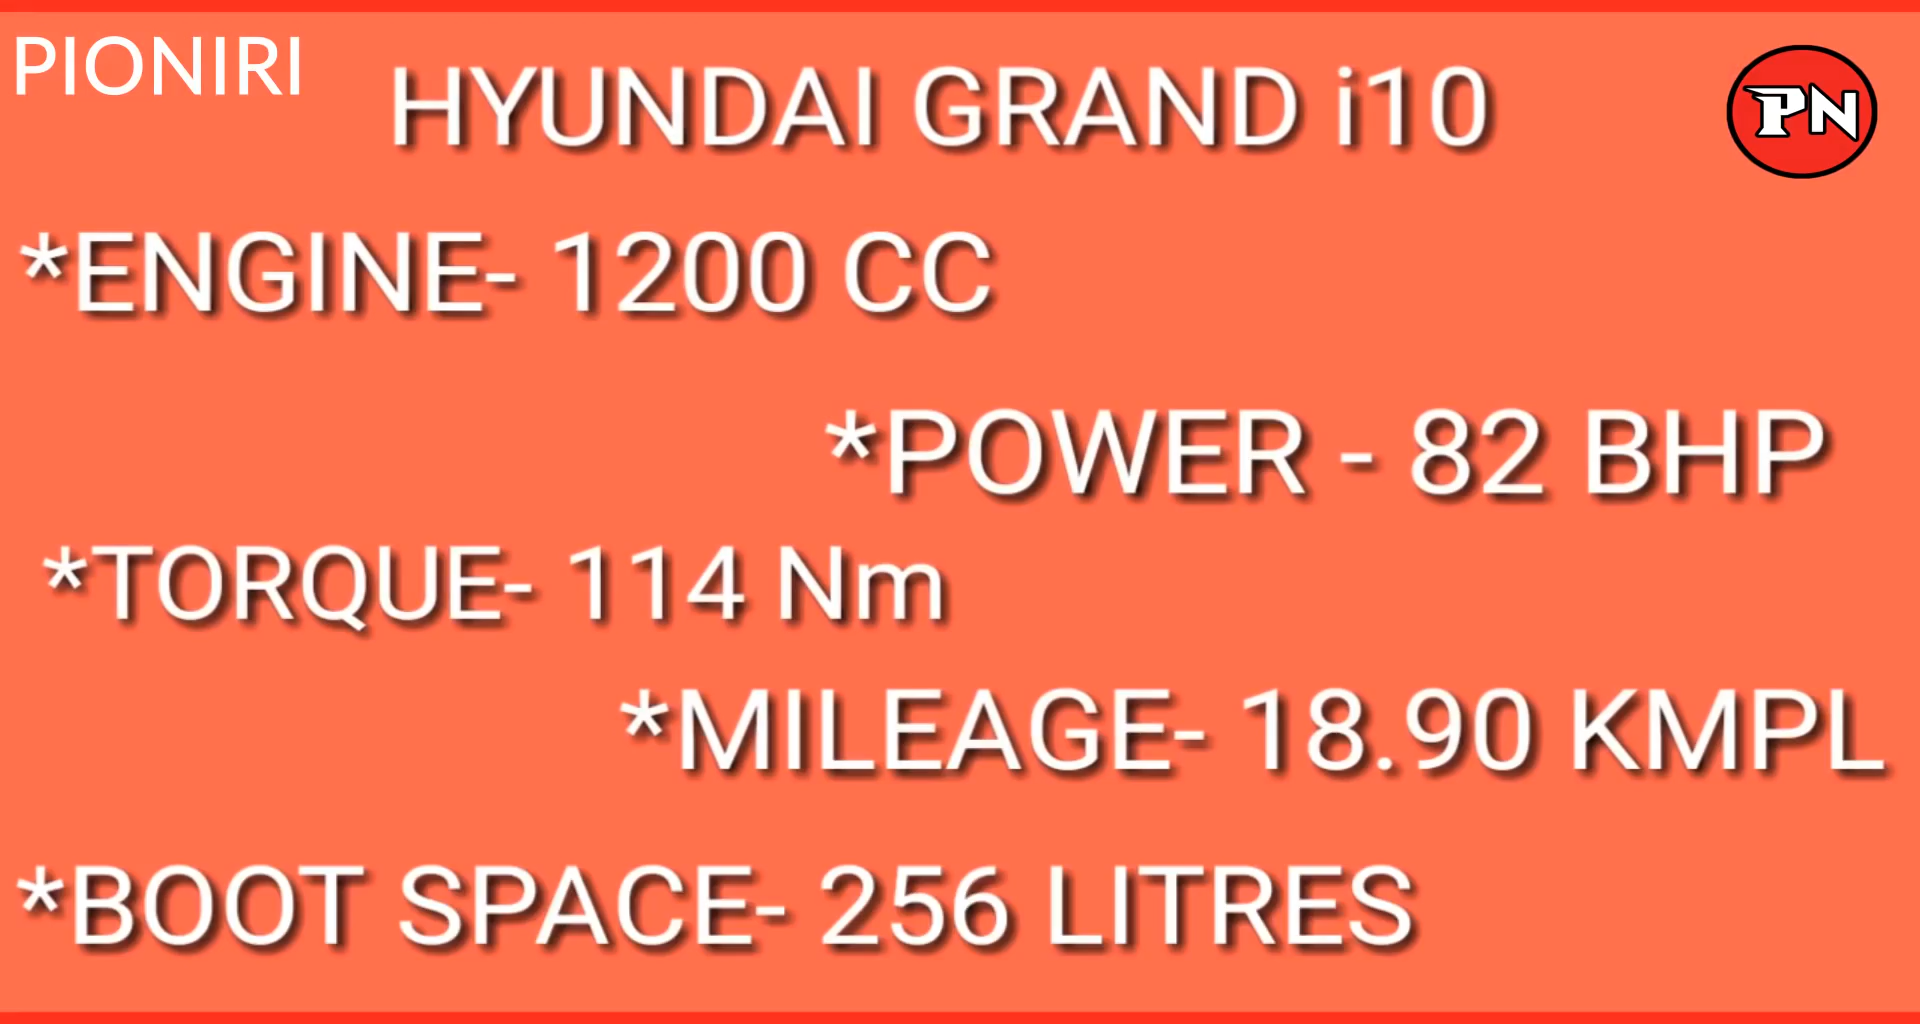 PIONIRI
HYUNDAI GRAND i10
PN
*ENGINE- 1200 CC
*POWER - 82 BHP
*TORQUE- 114 Nm
*MILEAGE- 18.90 KMPL
*BOOT SPACE- 256 LITRES